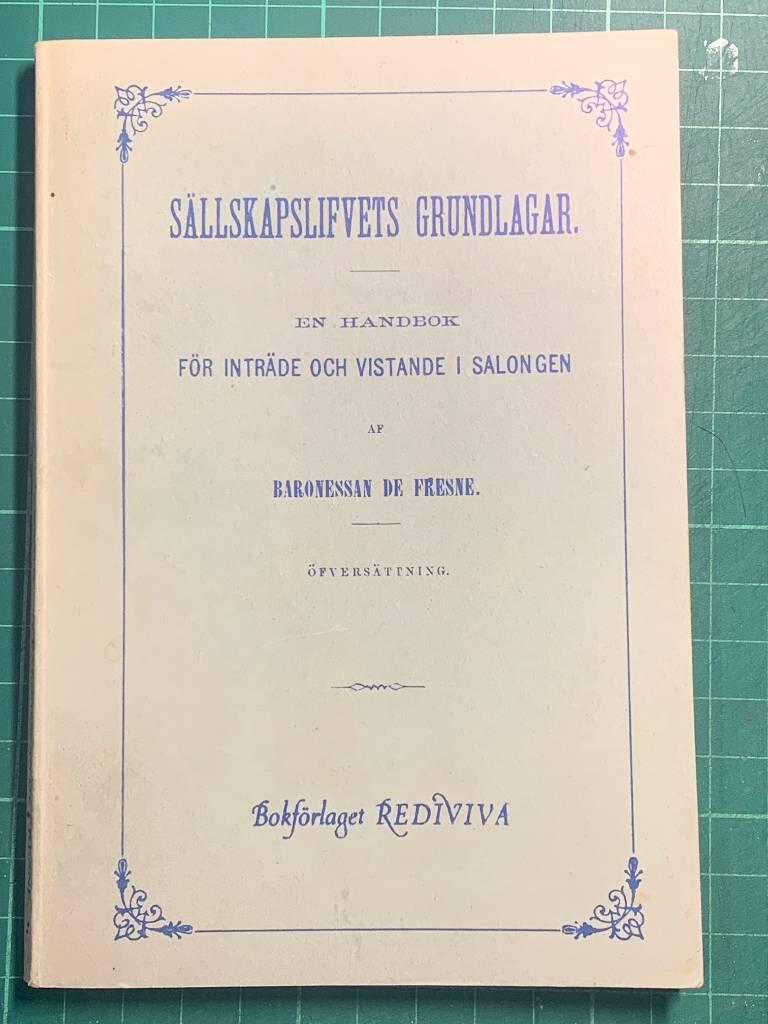 SÄLLSKAPSLIFVETS GRUNDLAGAR.
EN HANDBOK
FÖR INTRÄDE OCH VISTANDE I SALONGEN
AF
BARONESSAN DE FRESNE.
ÖFVERSÄTTNING.
Bokförlaget REDIVIVA